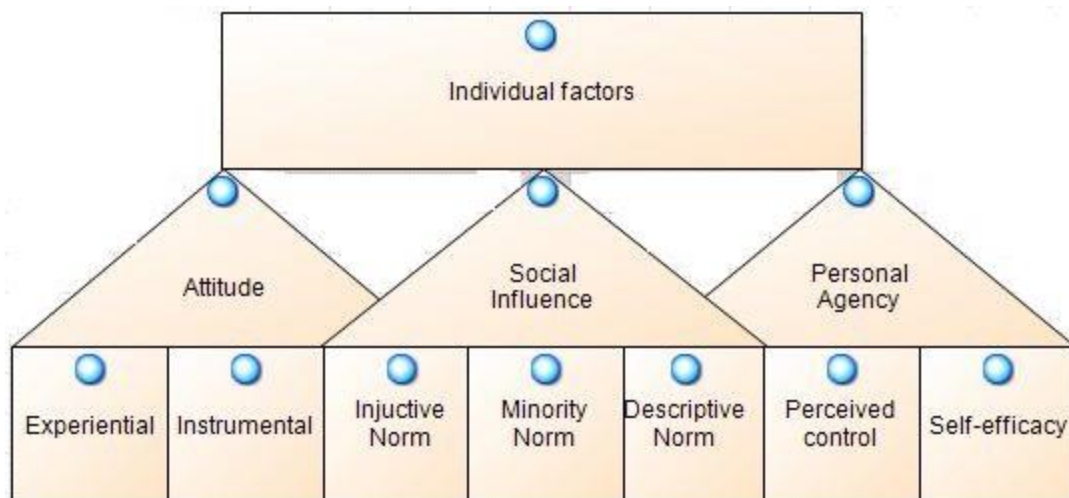 Individual factors
Attitude
Social
Influence
Personal
Agency
Experiential
Instrumental
Injuctive
Norm
Minority
Norm
Descriptive
Norm
Perceived
control
Self-efficacy